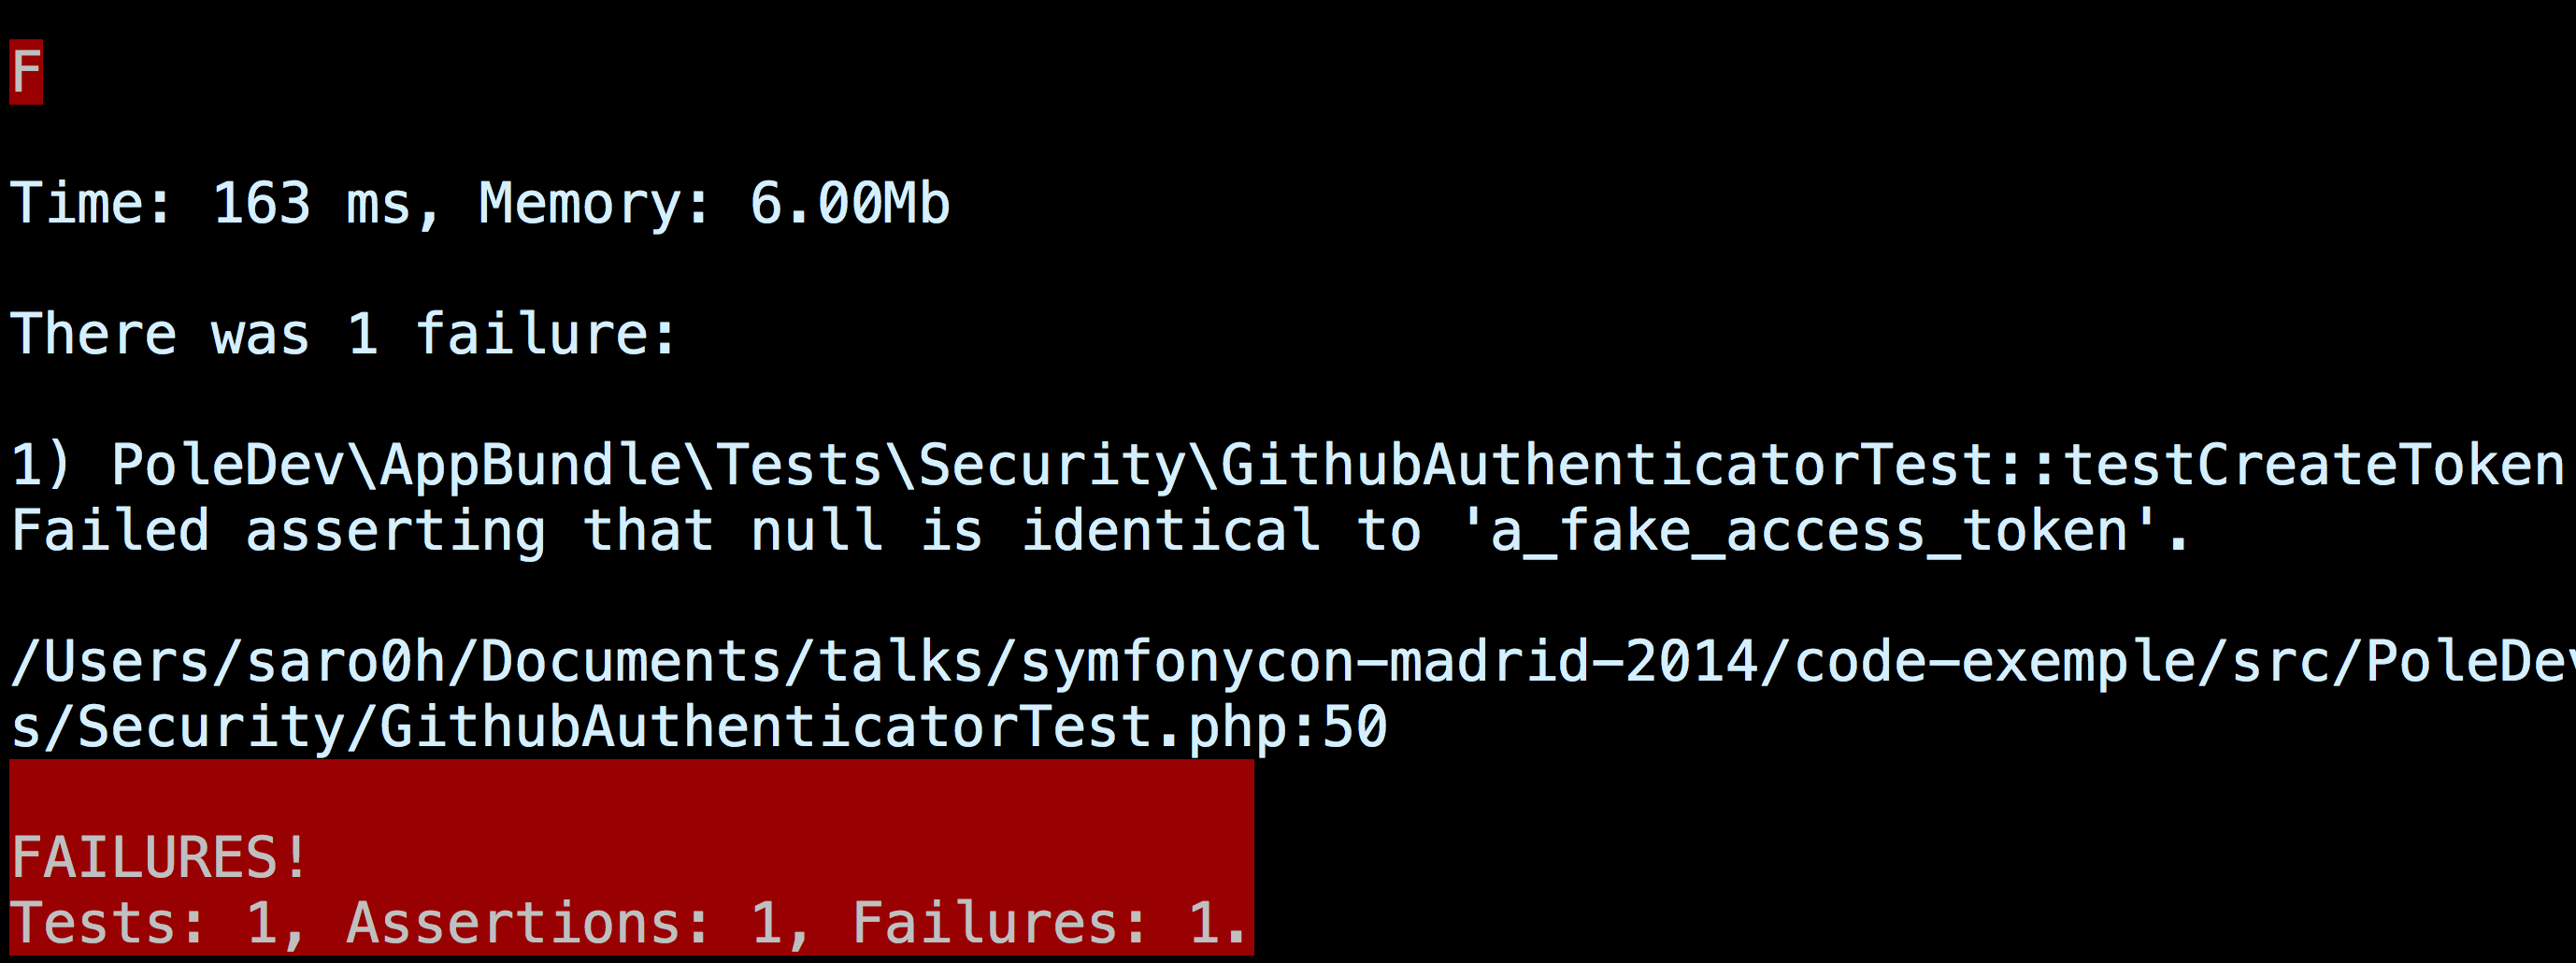 F
Time: 163 ms, Memory: 6.00Mb
There was 1 failure:
1) PoleDev\AppBundle\Tests\Security\GithubAuthenticatorTest::testCreateToken
Failed asserting that null is identical to 'a_fake_access_token'.
/Users/saro0h/Documents/talks/symfonycon-madrid-2014/code-exemple/src/PoleDev
s/Security/GithubAuthenticatorTest.php:50
FAILURES!
Tests: 1, Assertions: 1, Failures: 1.